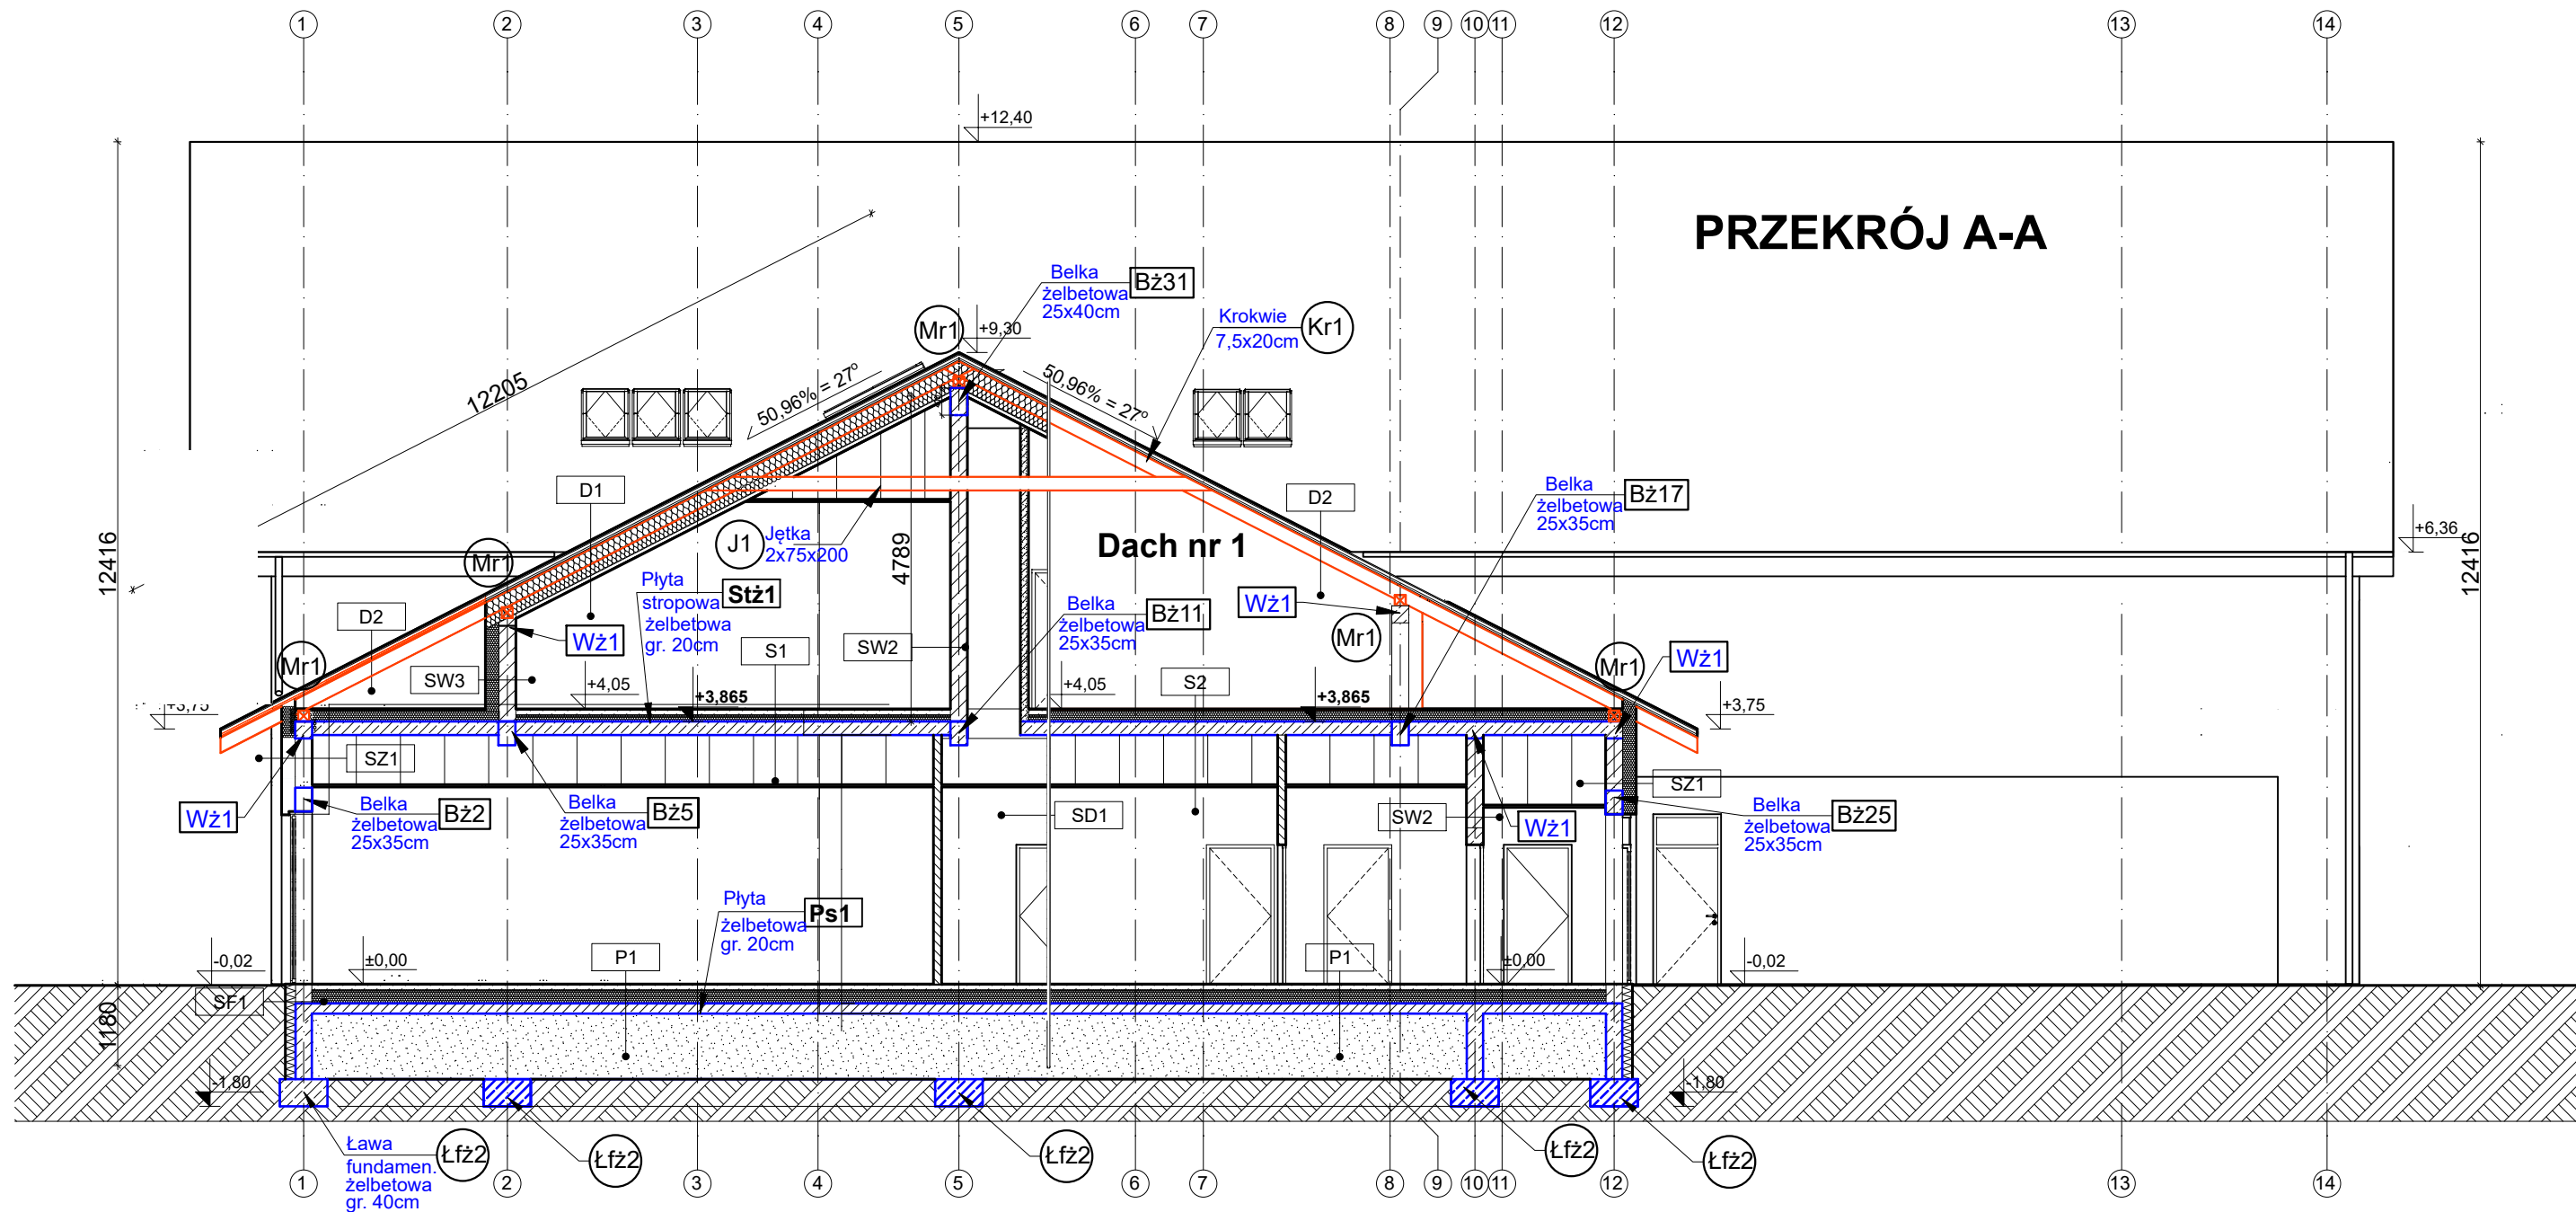 1 2 3 4 5 6 7 8 9 10 11 12 13 14
+12,40
PRZEKRÓJ A-A
Belka
żelbetowa
25x40cm
Bż31
Mr1
+9,30
Krokwie
7,5x20cm
Kr1
12205
50,96% = 27°
50,96% = 27°
D1
D2
Belka
żelbetowa
25x35cm
Bż17
+6,36
12416
12416
J1
Jętka
2x75x200
4789
Dach nr 1
Mr1
Płyta
stropowa
żelbetowa
gr. 20cm
Stż1
D2
Wż1
Belka
żelbetowa
25x35cm
Bż11
Wż1
Mr1
Mr1
SW3
S1
SW2
S2
Mr1
Wż1
+4,05
+3,865
+4,05
+3,865
+3,75
+3,75
SZ1
SZ1
Wż1
Belka
żelbetowa
25x35cm
Bż2
Belka
żelbetowa
25x35cm
Bż5
SD1
SW2
Wż1
Belka
żelbetowa
25x35cm
Bż25
Płyta
żelbetowa
gr. 20cm
Ps1
P1
P1
-0,02
±0,00
±0,00
-0,02
SF1
1180
-1,80
-1,80
Ława
fundamen.
żelbetowa
gr. 40cm
Łfż2
Łfż2
Łfż2
Łfż2
Łfż2
1 2 3 4 5 6 7 8 9 10 11 12 13 14